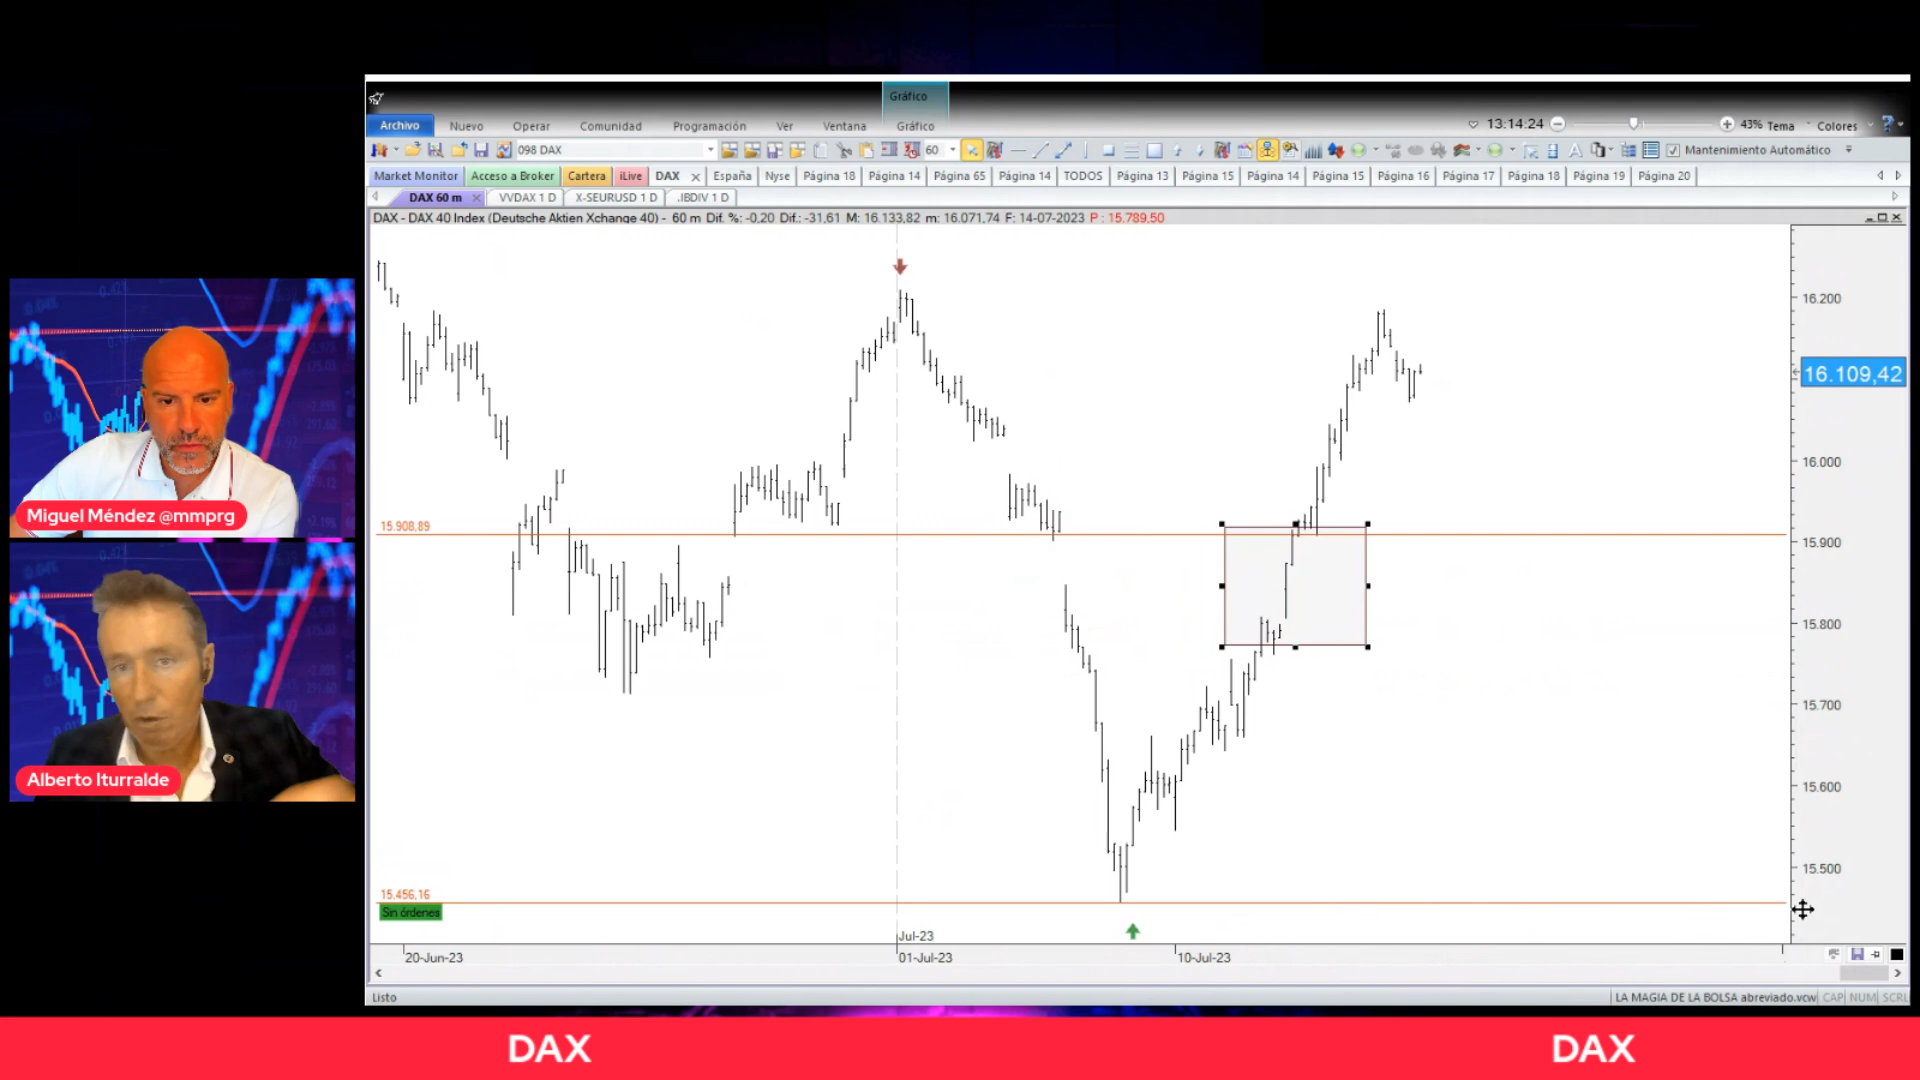 Gráfico
Archivo Nuevo Operar Comunidad Programación Ver Ventana Gráfico 13:14:24 43% Tema Colores
098 DAX 60 Mantenimiento Automático
Market Monitor Acceso a Broker Cartera iLive DAX España Nyse Página 18 Página 14 Página 65 Página 14 TODOS Página 13 Página 15 Página 14 Página 15 Página 16 Página 17 Página 18 Página 19 Página 20
DAX 60 m VVDAX 1 D X-SEURUSD 1 D .IBDIV 1 D
DAX - DAX 40 Index (Deutsche Aktien Xchange 40) - 60 m Dif. %: -0,20 Dif.: -31,61 M: 16.133,82 m: 16.071,74 F: 14-07-2023 P : 15.789,50
16.200
16.109,42
16.000
15.908,89
15.900
15.800
15.700
15.600
15.500
15.456,16
Sin órdenes
Jul-23
20-Jun-23 01-Jul-23 10-Jul-23
Listo LA MAGIA DE LA BOLSA abreviado.vcw CAP NUM SCRL
Miguel Méndez @mmprg
Alberto Iturralde
DAX DAX